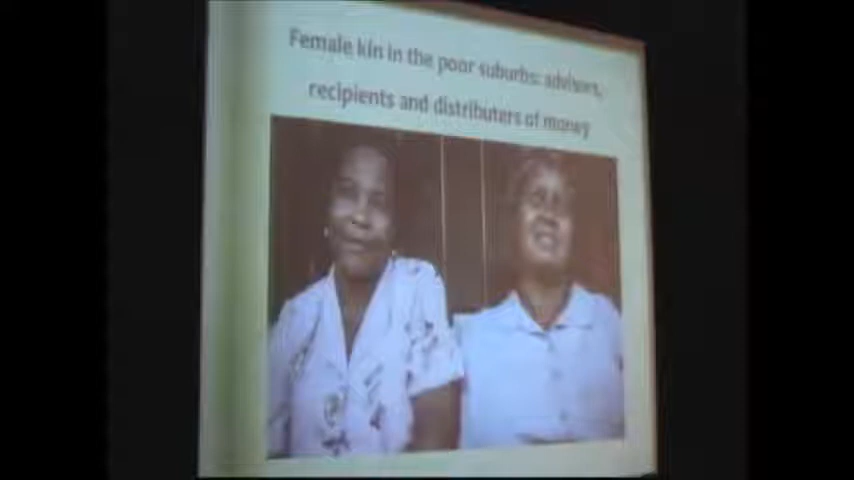 Female kin in the poor suburbs: advisors,
recipients and distributers of money